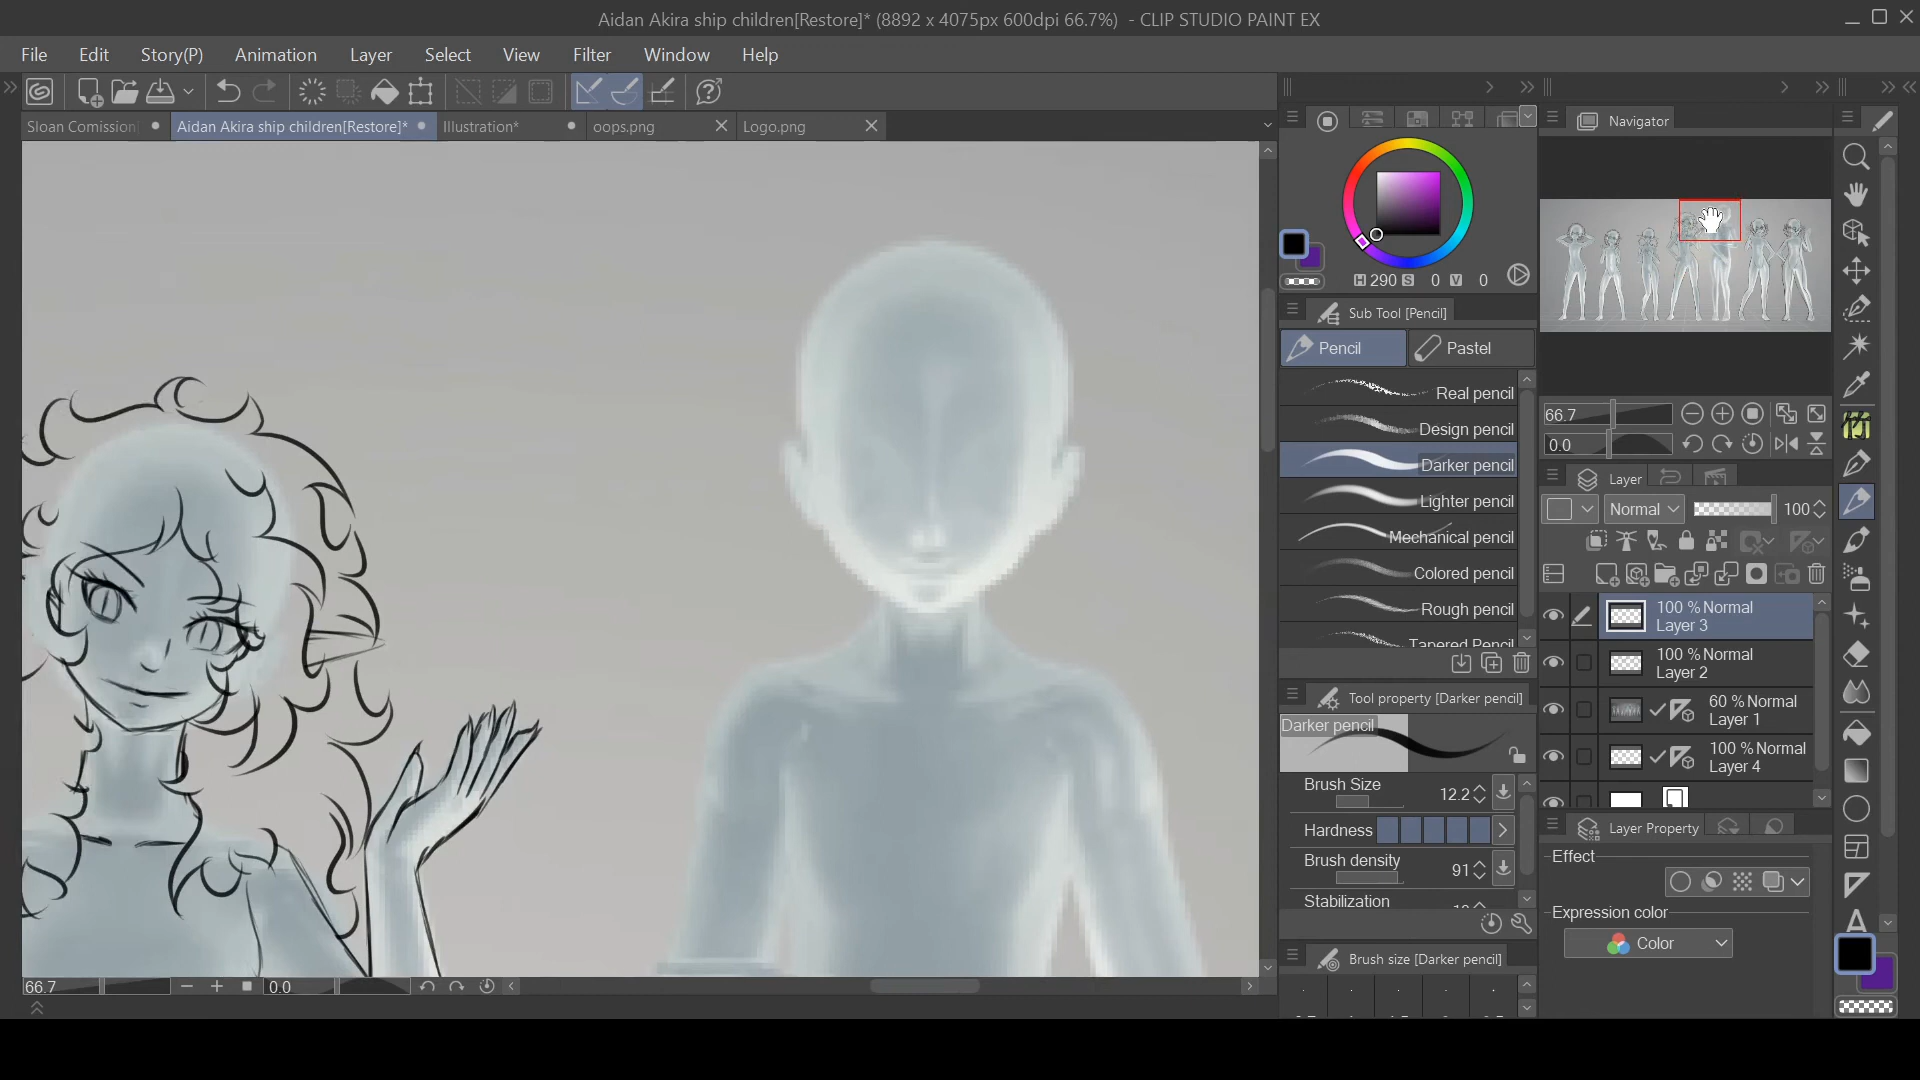 Aidan Akira ship children[Restore]* (8892 x 4075px 600dpi 66.7%) - CLIP STUDIO PAINT EX
File Edit Story(P) Animation Layer Select View Filter Window Help
Sloan Comission Aidan Akira ship children[Restore]* Illustration* oops.png Logo.png
Navigator
H 290 S 0 V 0
Sub Tool [Pencil]
Pencil Pastel
Real pencil
Design pencil
Darker pencil
Lighter pencil
Mechanical pencil
Colored pencil
Rough pencil
Tapered Pencil
66.7
0.0
Layer
Normal 100
100 % Normal
Layer 3
100 % Normal
Layer 2
60 % Normal
Layer 1
100 % Normal
Layer 4
Tool property [Darker pencil]
Darker pencil
Brush Size 12.2
Hardness
Brush density 91
Stabilization
Brush size [Darker pencil]
Layer Property
Effect
Expression color
Color
66.7 0.0